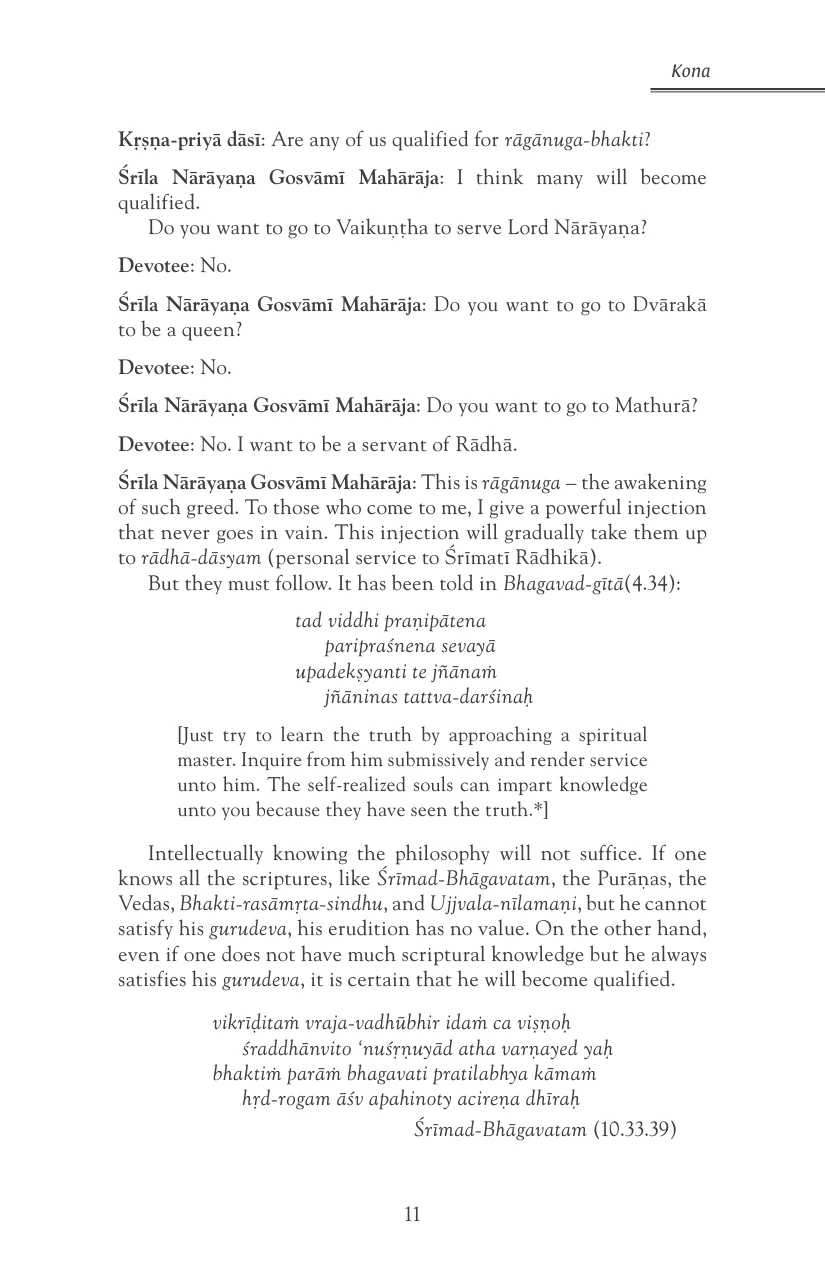 Kona
Kṛṣṇa-priyā dāsī: Are any of us qualified for rāgānuga-bhakti?
Śrīla Nārāyaṇa Gosvāmī Mahārāja: I think many will become
qualified.
Do you want to go to Vaikuṇṭha to serve Lord Nārāyaṇa?
Devotee: No.
Śrīla Nārāyaṇa Gosvāmī Mahārāja: Do you want to go to Dvārakā
to be a queen?
Devotee: No.
Śrīla Nārāyaṇa Gosvāmī Mahārāja: Do you want to go to Mathurā?
Devotee: No. I want to be a servant of Rādhā.
Śrīla Nārāyaṇa Gosvāmī Mahārāja: This is rāgānuga – the awakening
of such greed. To those who come to me, I give a powerful injection
that never goes in vain. This injection will gradually take them up
to rādhā-dāsyam (personal service to Śrīmatī Rādhikā).
But they must follow. It has been told in Bhagavad-gītā(4.34):
tad viddhi praṇipātena
paripraśnena sevayā
upadekṣyanti te jñānaṁ
jñāninas tattva-darśinaḥ
[Just try to learn the truth by approaching a spiritual
master. Inquire from him submissively and render service
unto him. The self-realized souls can impart knowledge
unto you because they have seen the truth.*]
Intellectually knowing the philosophy will not suffice. If one
knows all the scriptures, like Śrīmad-Bhāgavatam, the Purāṇas, the
Vedas, Bhakti-rasāmṛta-sindhu, and Ujjvala-nīlamaṇi, but he cannot
satisfy his gurudeva, his erudition has no value. On the other hand,
even if one does not have much scriptural knowledge but he always
satisfies his gurudeva, it is certain that he will become qualified.
vikrīḍitaṁ vraja-vadhūbhir idaṁ ca viṣṇoḥ
śraddhānvito ‘nuśṛṇuyād atha varṇayed yaḥ
bhaktiṁ parāṁ bhagavati pratilabhya kāmaṁ
hṛd-rogam āśv apahinoty acireṇa dhīraḥ
Śrīmad-Bhāgavatam (10.33.39)
11